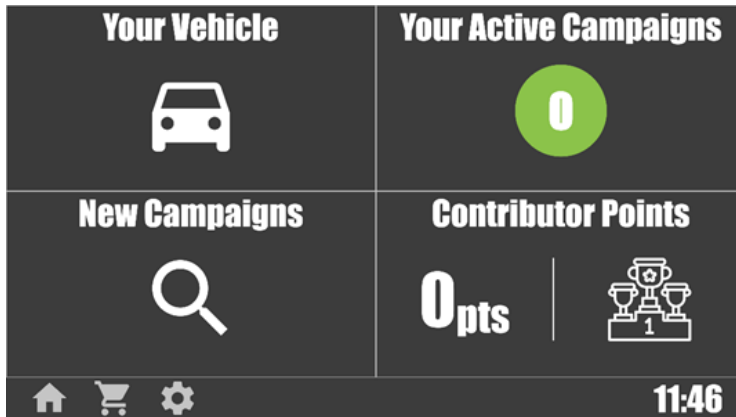 Your Vehicle
Your Active Campaigns
0
New Campaigns
Contributor Points
0pts
1
11:46